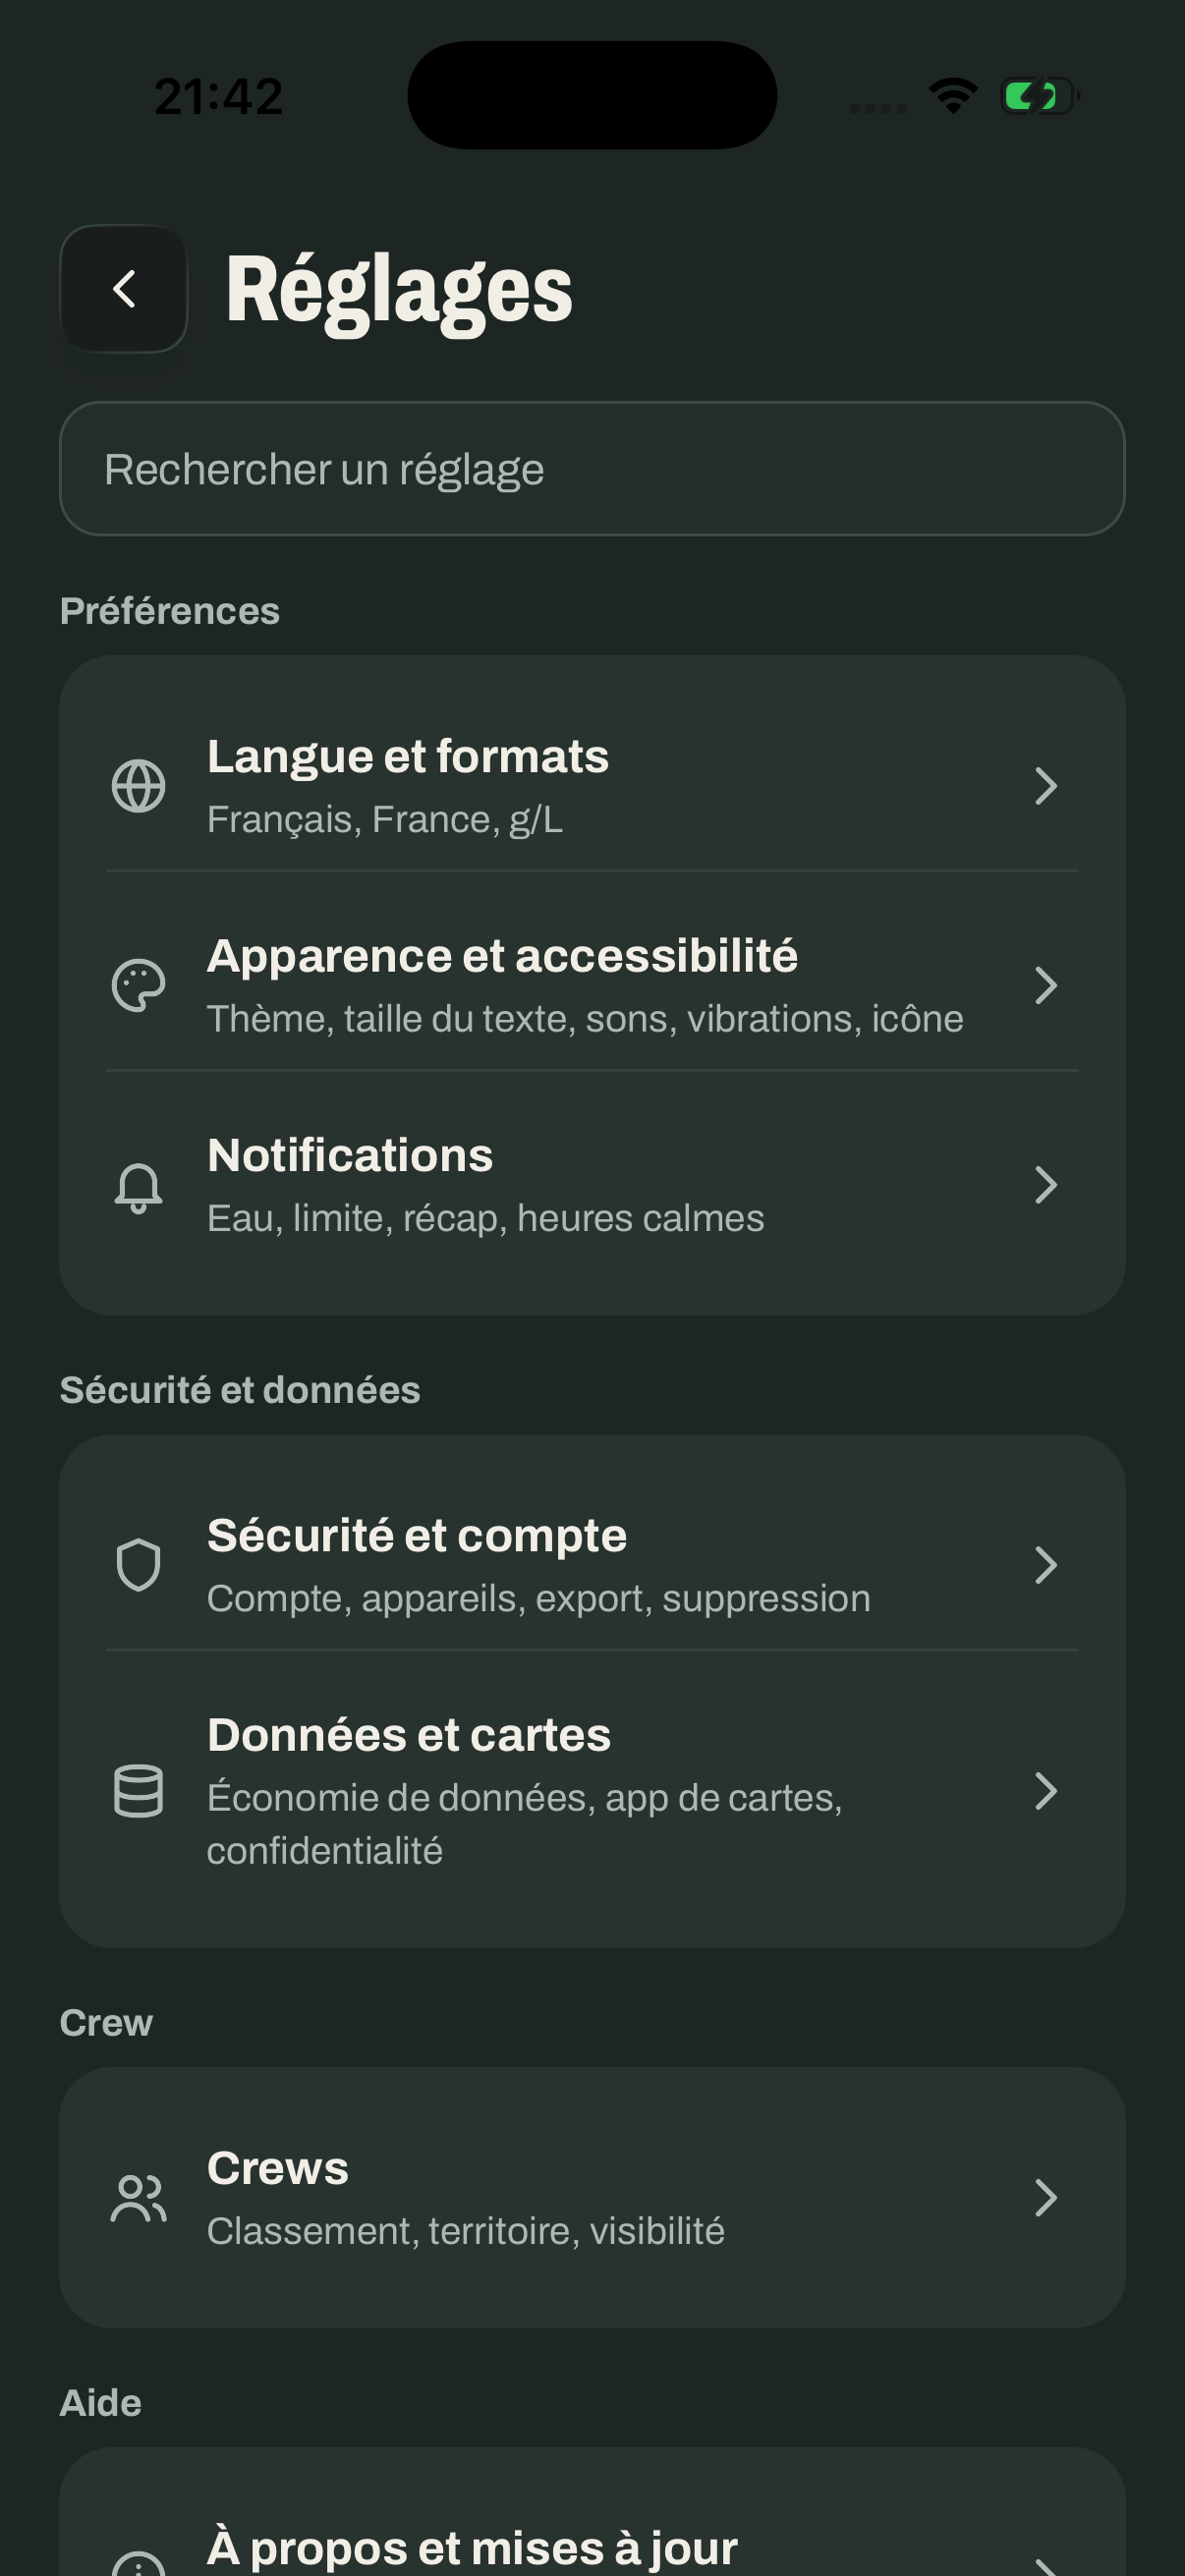 21:42
Réglages
Rechercher un réglage
Préférences
Langue et formats
Français, France, g/L
Apparence et accessibilité
Thème, taille du texte, sons, vibrations, icône
Notifications
Eau, limite, récap, heures calmes
Sécurité et données
Sécurité et compte
Compte, appareils, export, suppression
Données et cartes
Économie de données, app de cartes,
confidentialité
Crew
Crews
Classement, territoire, visibilité
Aide
À propos et mises à jour